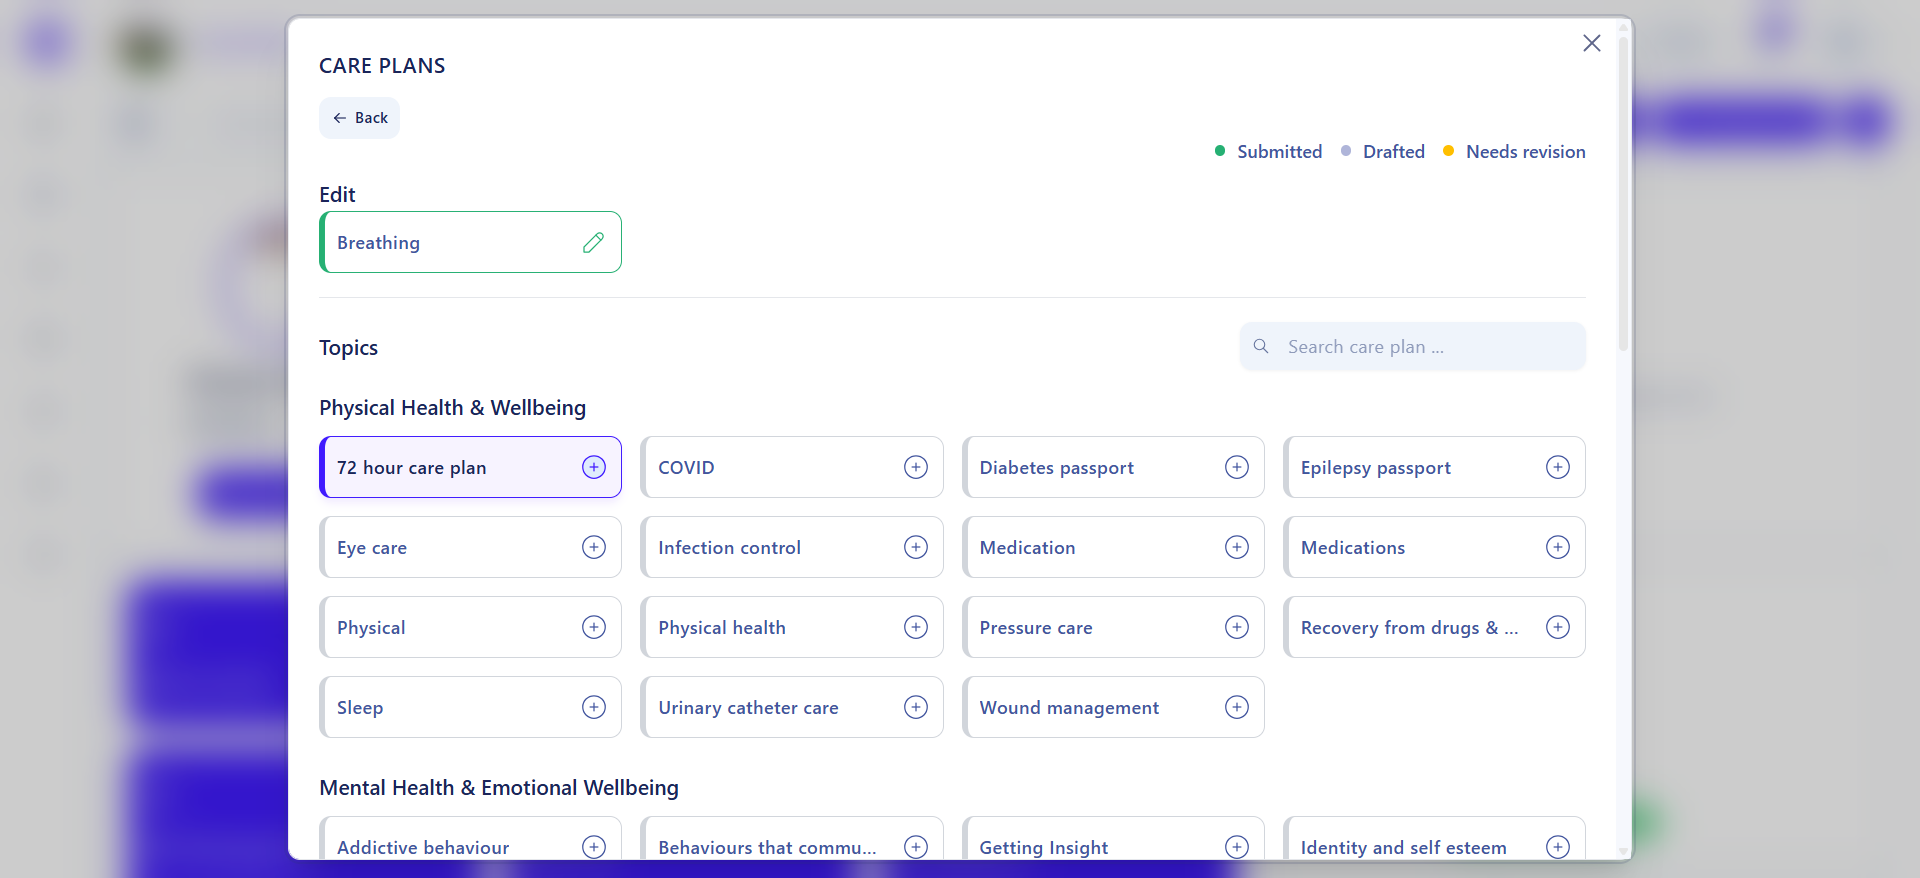 CARE PLANS
Back
Submitted Drafted Needs revision
Edit
Breathing
Topics
Search care plan ...
Physical Health & Wellbeing
72 hour care plan COVID Diabetes passport Epilepsy passport
Eye care Infection control Medication Medications
Physical Physical health Pressure care Recovery from drugs & ...
Sleep Urinary catheter care Wound management
Mental Health & Emotional Wellbeing
Addictive behaviour Behaviours that commu... Getting Insight Identity and self esteem